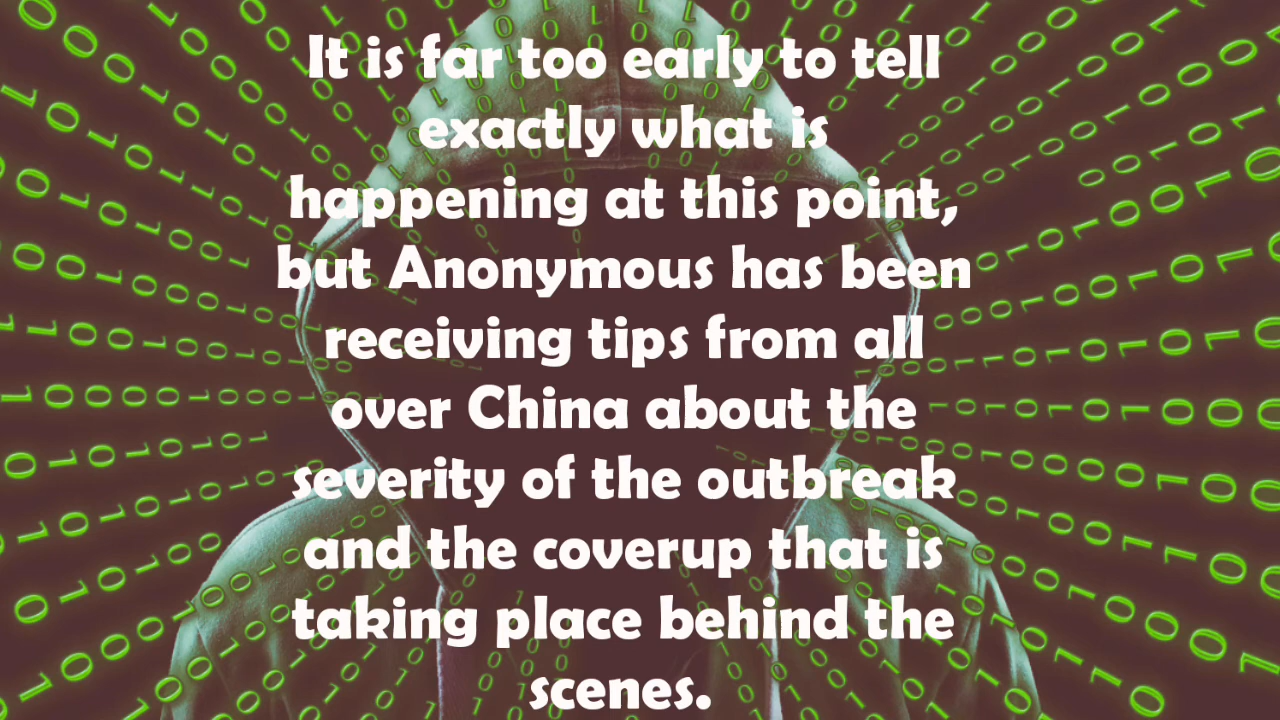 It is far too early to tell
exactly what is
happening at this point,
but Anonymous has been
receiving tips from all
over China about the
severity of the outbreak
and the coverup that is
taking place behind the
scenes.